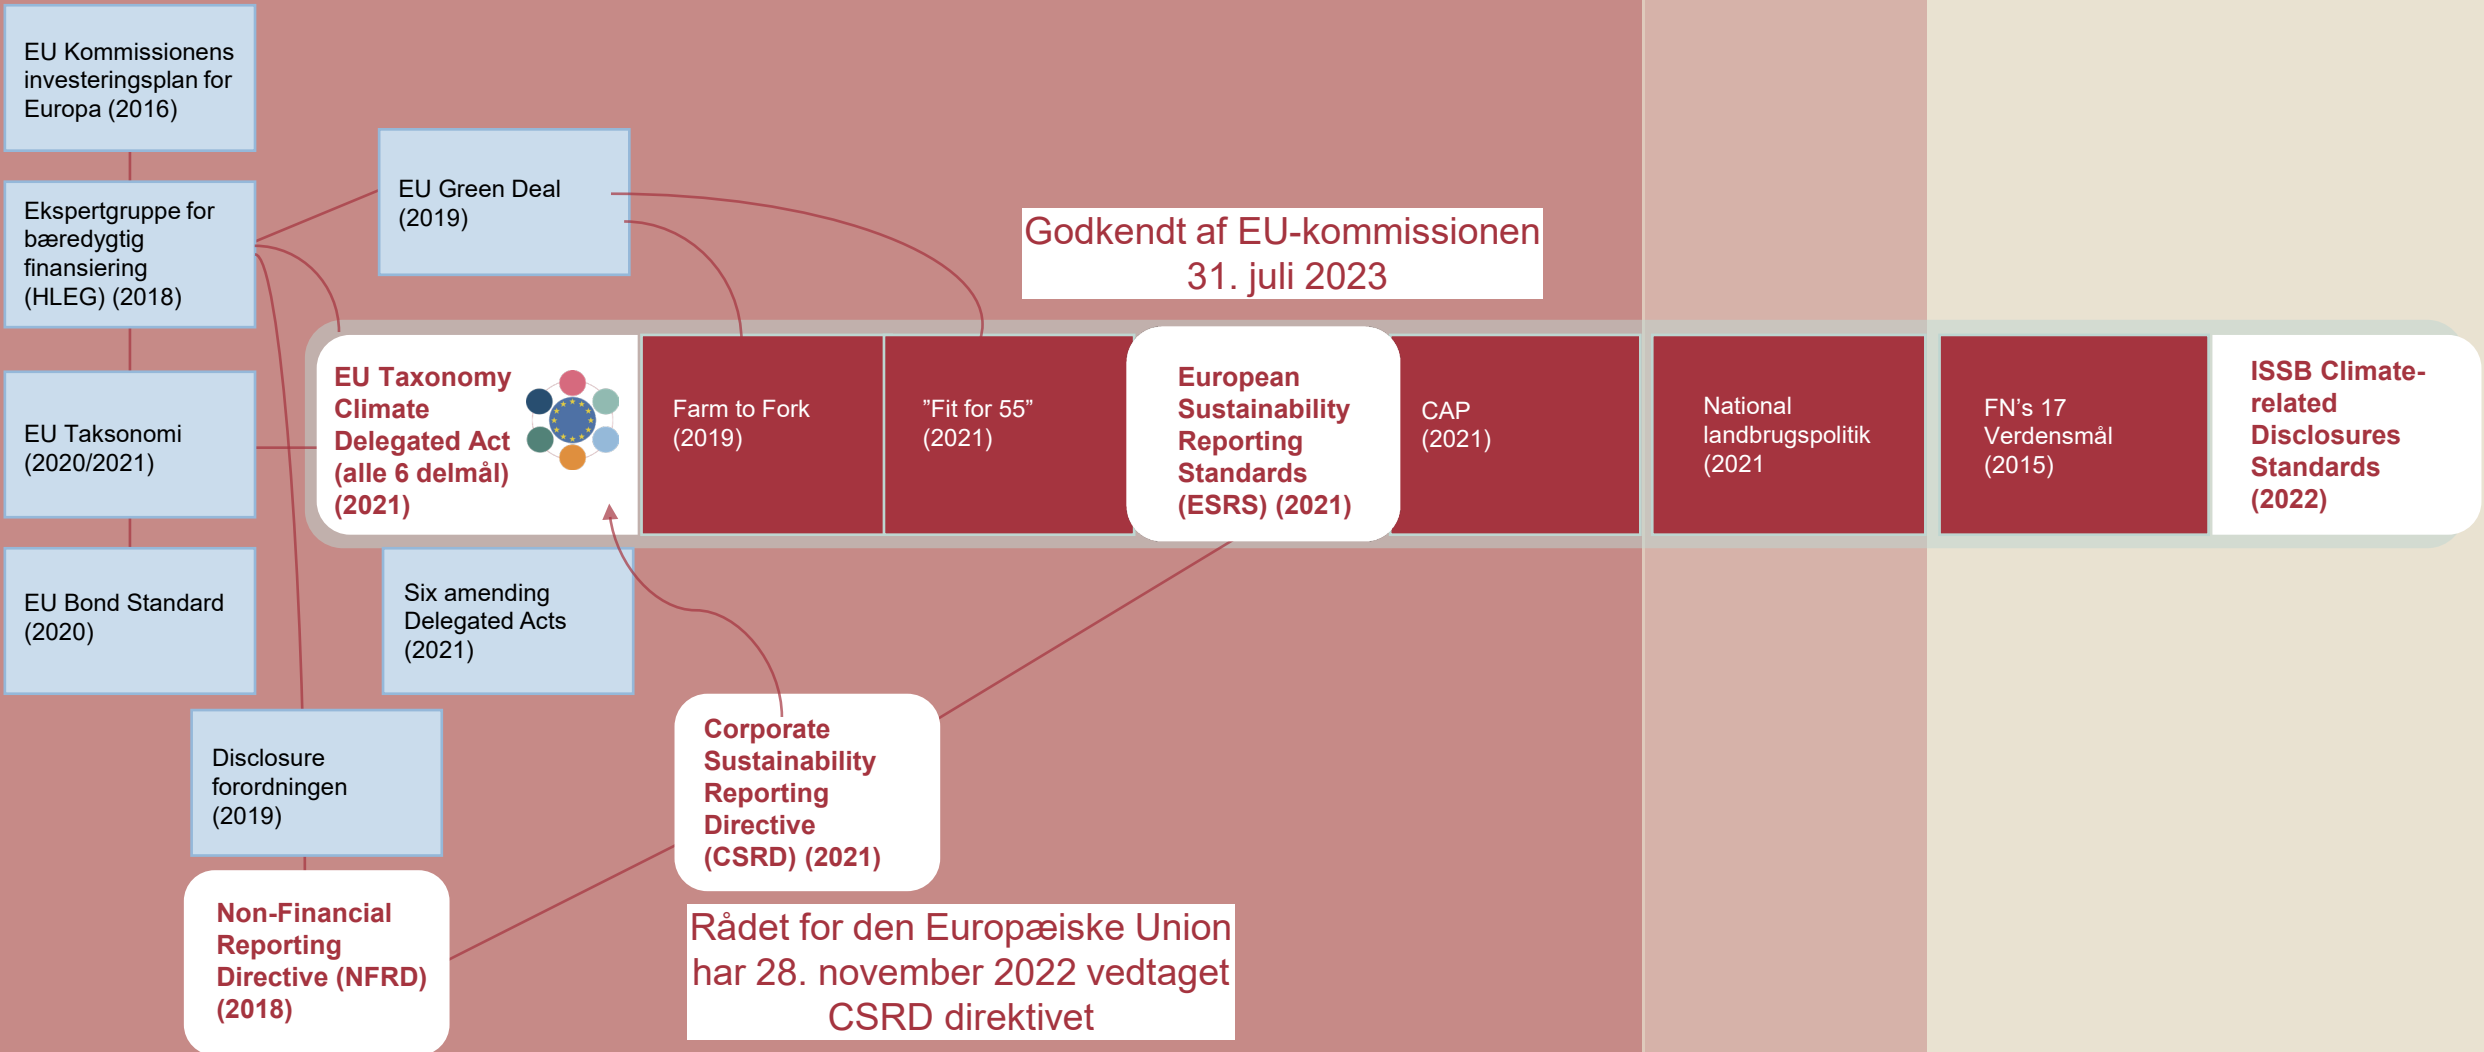 EU Kommissionens
investeringsplan for
Europa (2016)
Ekspertgruppe for
bæredygtig
finansiering
(HLEG) (2018)
EU Taksonomi
(2020/2021)
EU Bond Standard
(2020)
EU Green Deal
(2019)
Godkendt af EU-kommissionen
31. juli 2023
EU Taxonomy
Climate
Delegated Act
(alle 6 delmål)
(2021)
Farm to Fork
(2019)
”Fit for 55”
(2021)
European
Sustainability
Reporting
Standards
(ESRS) (2021)
CAP
(2021)
National
landbrugspolitik
(2021
FN’s 17
Verdensmål
(2015)
ISSB Climate-
related
Disclosures
Standards
(2022)
Six amending
Delegated Acts
(2021)
Disclosure
forordningen
(2019)
Corporate
Sustainability
Reporting
Directive
(CSRD) (2021)
Non-Financial
Reporting
Directive (NFRD)
(2018)
Rådet for den Europæiske Union
har 28. november 2022 vedtaget
CSRD direktivet